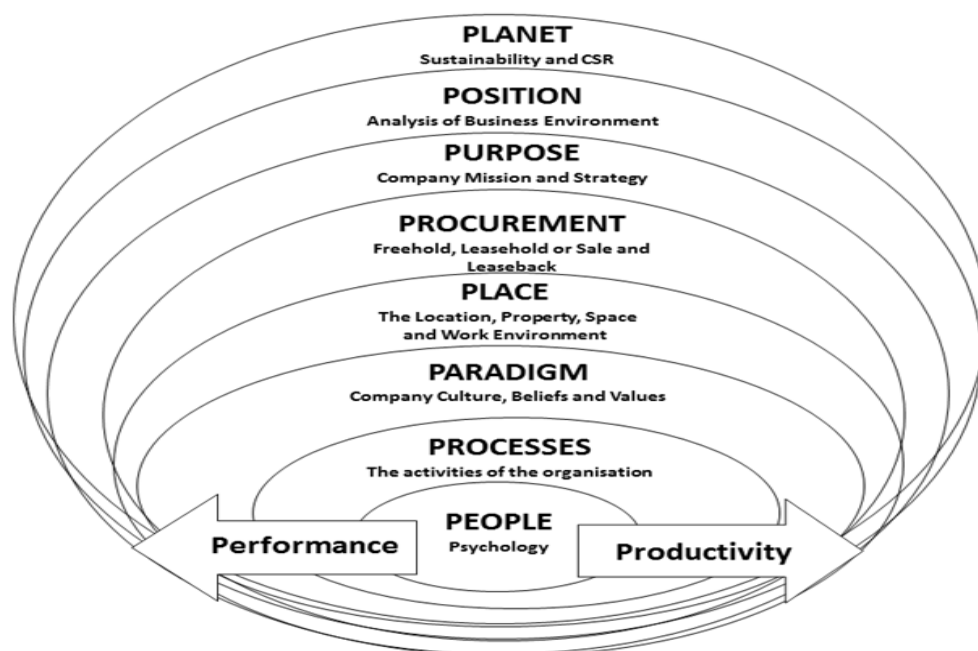 PLANET
Sustainability and CSR
POSITION
Analysis of Business Environment
PURPOSE
Company Mission and Strategy
PROCUREMENT
Freehold, Leasehold or Sale and
Leaseback
PLACE
The Location, Property, Space
and Work Environment
PARADIGM
Company Culture, Beliefs and Values
PROCESSES
The activities of the organisation
PEOPLE
Psychology
Performance
Productivity